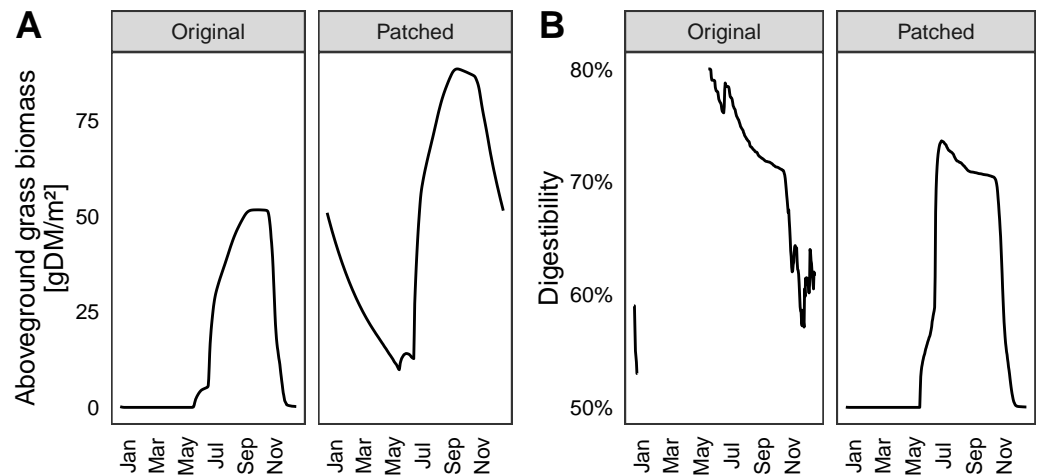 A
Original
Patched
Aboveground grass biomass
[gDM/m²]
75
50
25
0
Jan
Mar
May
Jul
Sep
Nov
Jan
Mar
May
Jul
Sep
Nov
B
Original
Patched
Digestibility
80%
70%
60%
50%
Jan
Mar
May
Jul
Sep
Nov
Jan
Mar
May
Jul
Sep
Nov